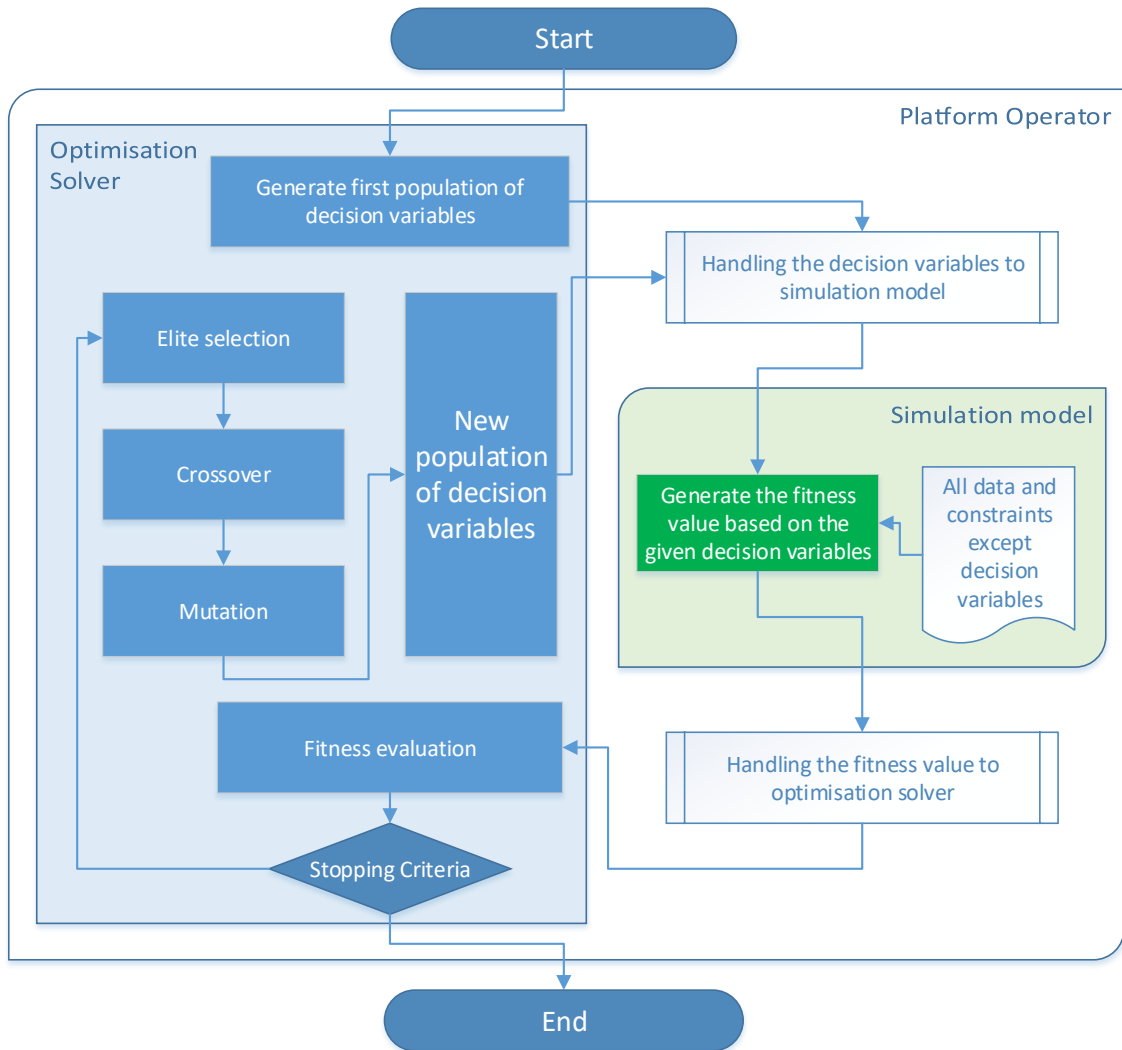 Start
Platform Operator
Optimisation
Solver
Generate first population of
decision variables
Handling the decision variables to
simulation model
Elite selection
Crossover
Mutation
New
population
of decision
variables
Simulation model
Generate the fitness
value based on the
given decision variables
All data and
constraints
except
decision
variables
Fitness evaluation
Handling the fitness value to
optimisation solver
Stopping Criteria
End